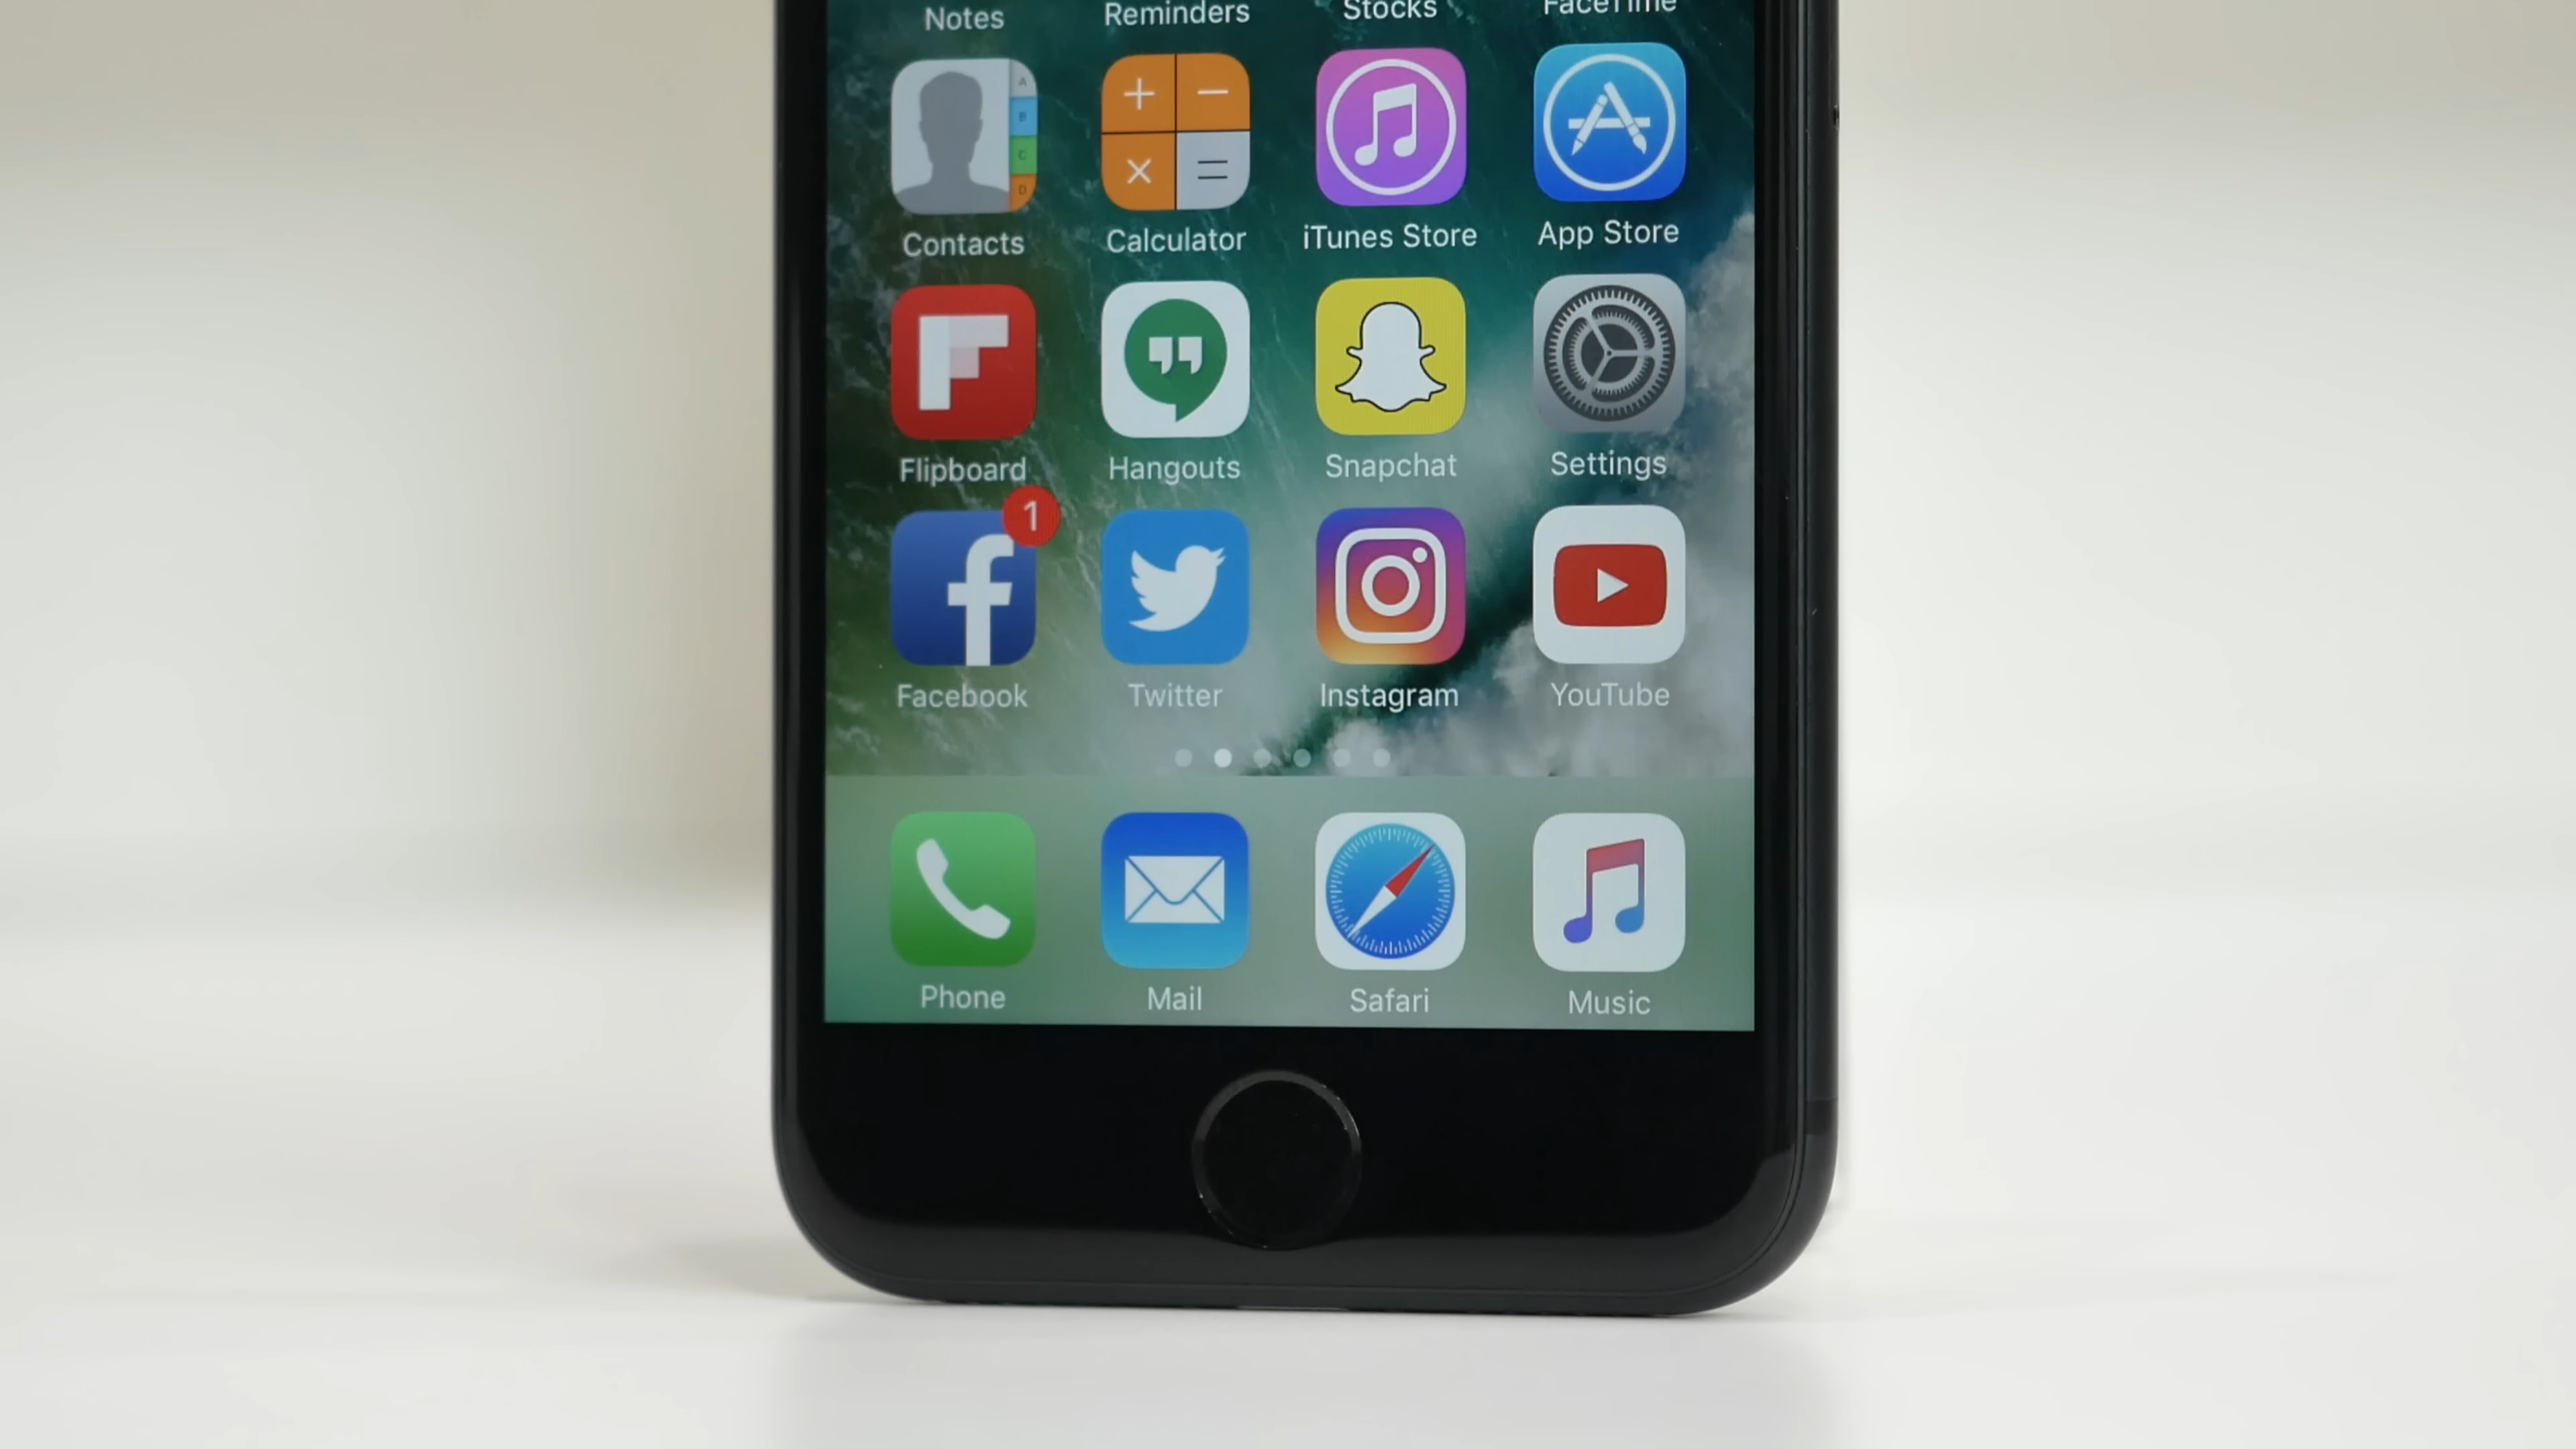 Notes Reminders Stocks FaceTime
A
B
C
D
Contacts Calculator iTunes Store App Store
Flipboard Hangouts Snapchat Settings
1
Facebook Twitter Instagram YouTube
Phone Mail Safari Music